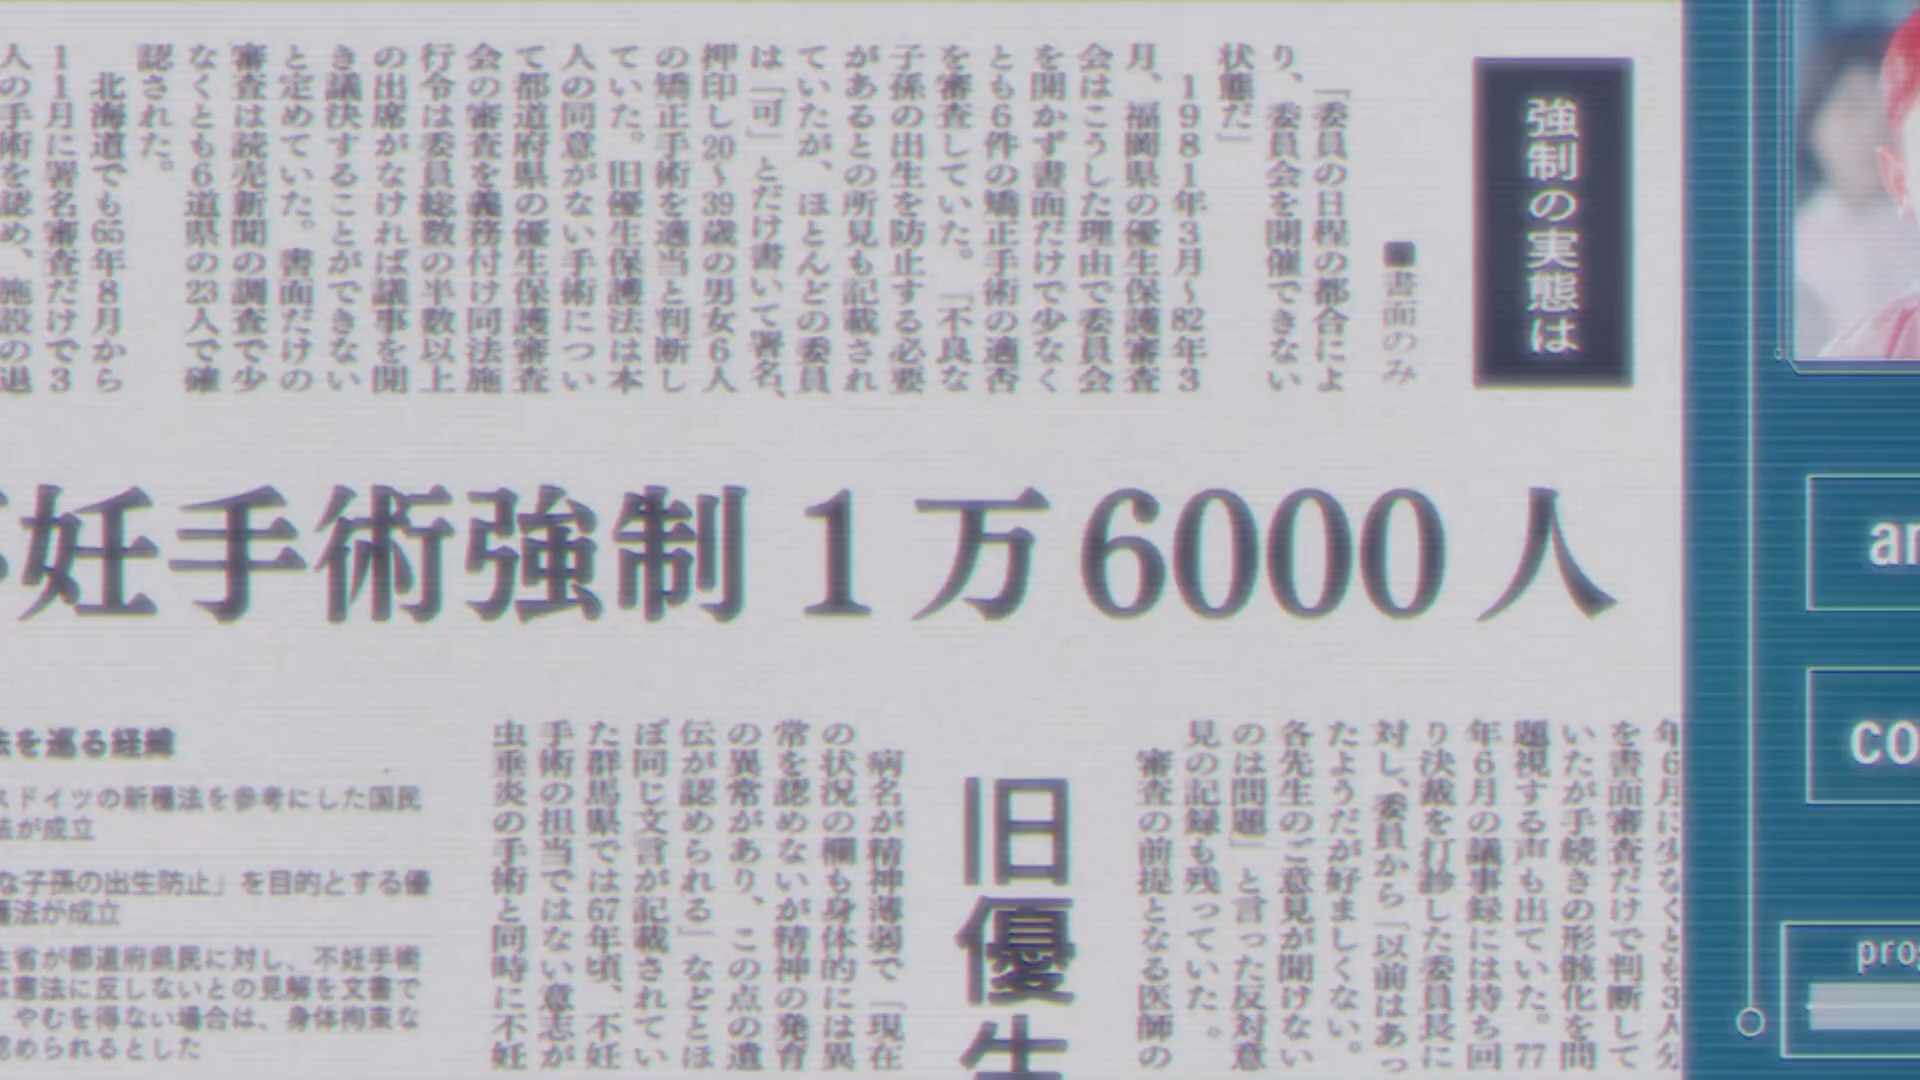 強制の実態は
■書面のみ
「委員の日程の都合によ
り、委員会を開催できない
状態だ」
1981年3月〜82年3
月、福岡県の優生保護審査
会はこうした理由で委員会
を開かず書面だけで少なく
とも6件の矯正手術の適否
を審査していた。「不良な
子孫の出生を防止する必要
があるとの所見も記載され
ていたが、ほとんどの委員
は「可」とだけ書いて署名、
押印し20〜39歳の男女6人
の矯正手術を適当と判断し
ていた。旧優生保護法は本
人の同意がない手術につい
て都道府県の優生保護審査
会の審査を義務付け同法施
行令は委員総数の半数以上
の出席がなければ議事を開
き議決することができない
と定めていた。書面だけの
審査は読売新聞の調査で少
なくとも6道県の23人で確
認された。
北海道でも65年8月から
11月に署名審査だけで3
人の手術を認め、施設の退
妊手術強制1万6000人
年6月に少なくとも3人分
を書面審査だけで判断して
いたが手続きの形骸化を問
題視する声も出ていた。77
年6月の議事録には持ち回
り決裁を打診した委員長に
対し、委員から「以前はあっ
たようだが好ましくない。
各先生のご意見が聞けない
のは問題」と言った反対意
見の記録も残っていた。
審査の前提となる医師の
旧優生
病名が精神薄弱で「現在
の状況の欄も身体的には異
常を認めないが精神の発育
の異常があり、この点の遺
伝が認められる」などとほ
ぼ同じ文言が記載されてい
た群馬県では67年頃、不妊
手術の担当ではない意志が
虫垂炎の手術と同時に不妊
法を巡る経緯
スドイツの断種法を参考にした国民
法が成立
な子孫の出生防止」を目的とする優
護法が成立
生省が都道府県民に対し、不妊手術
は憲法に反しないとの見解を文書で
やむを得ない場合は、身体拘束な
認められるとした
an
co
prog